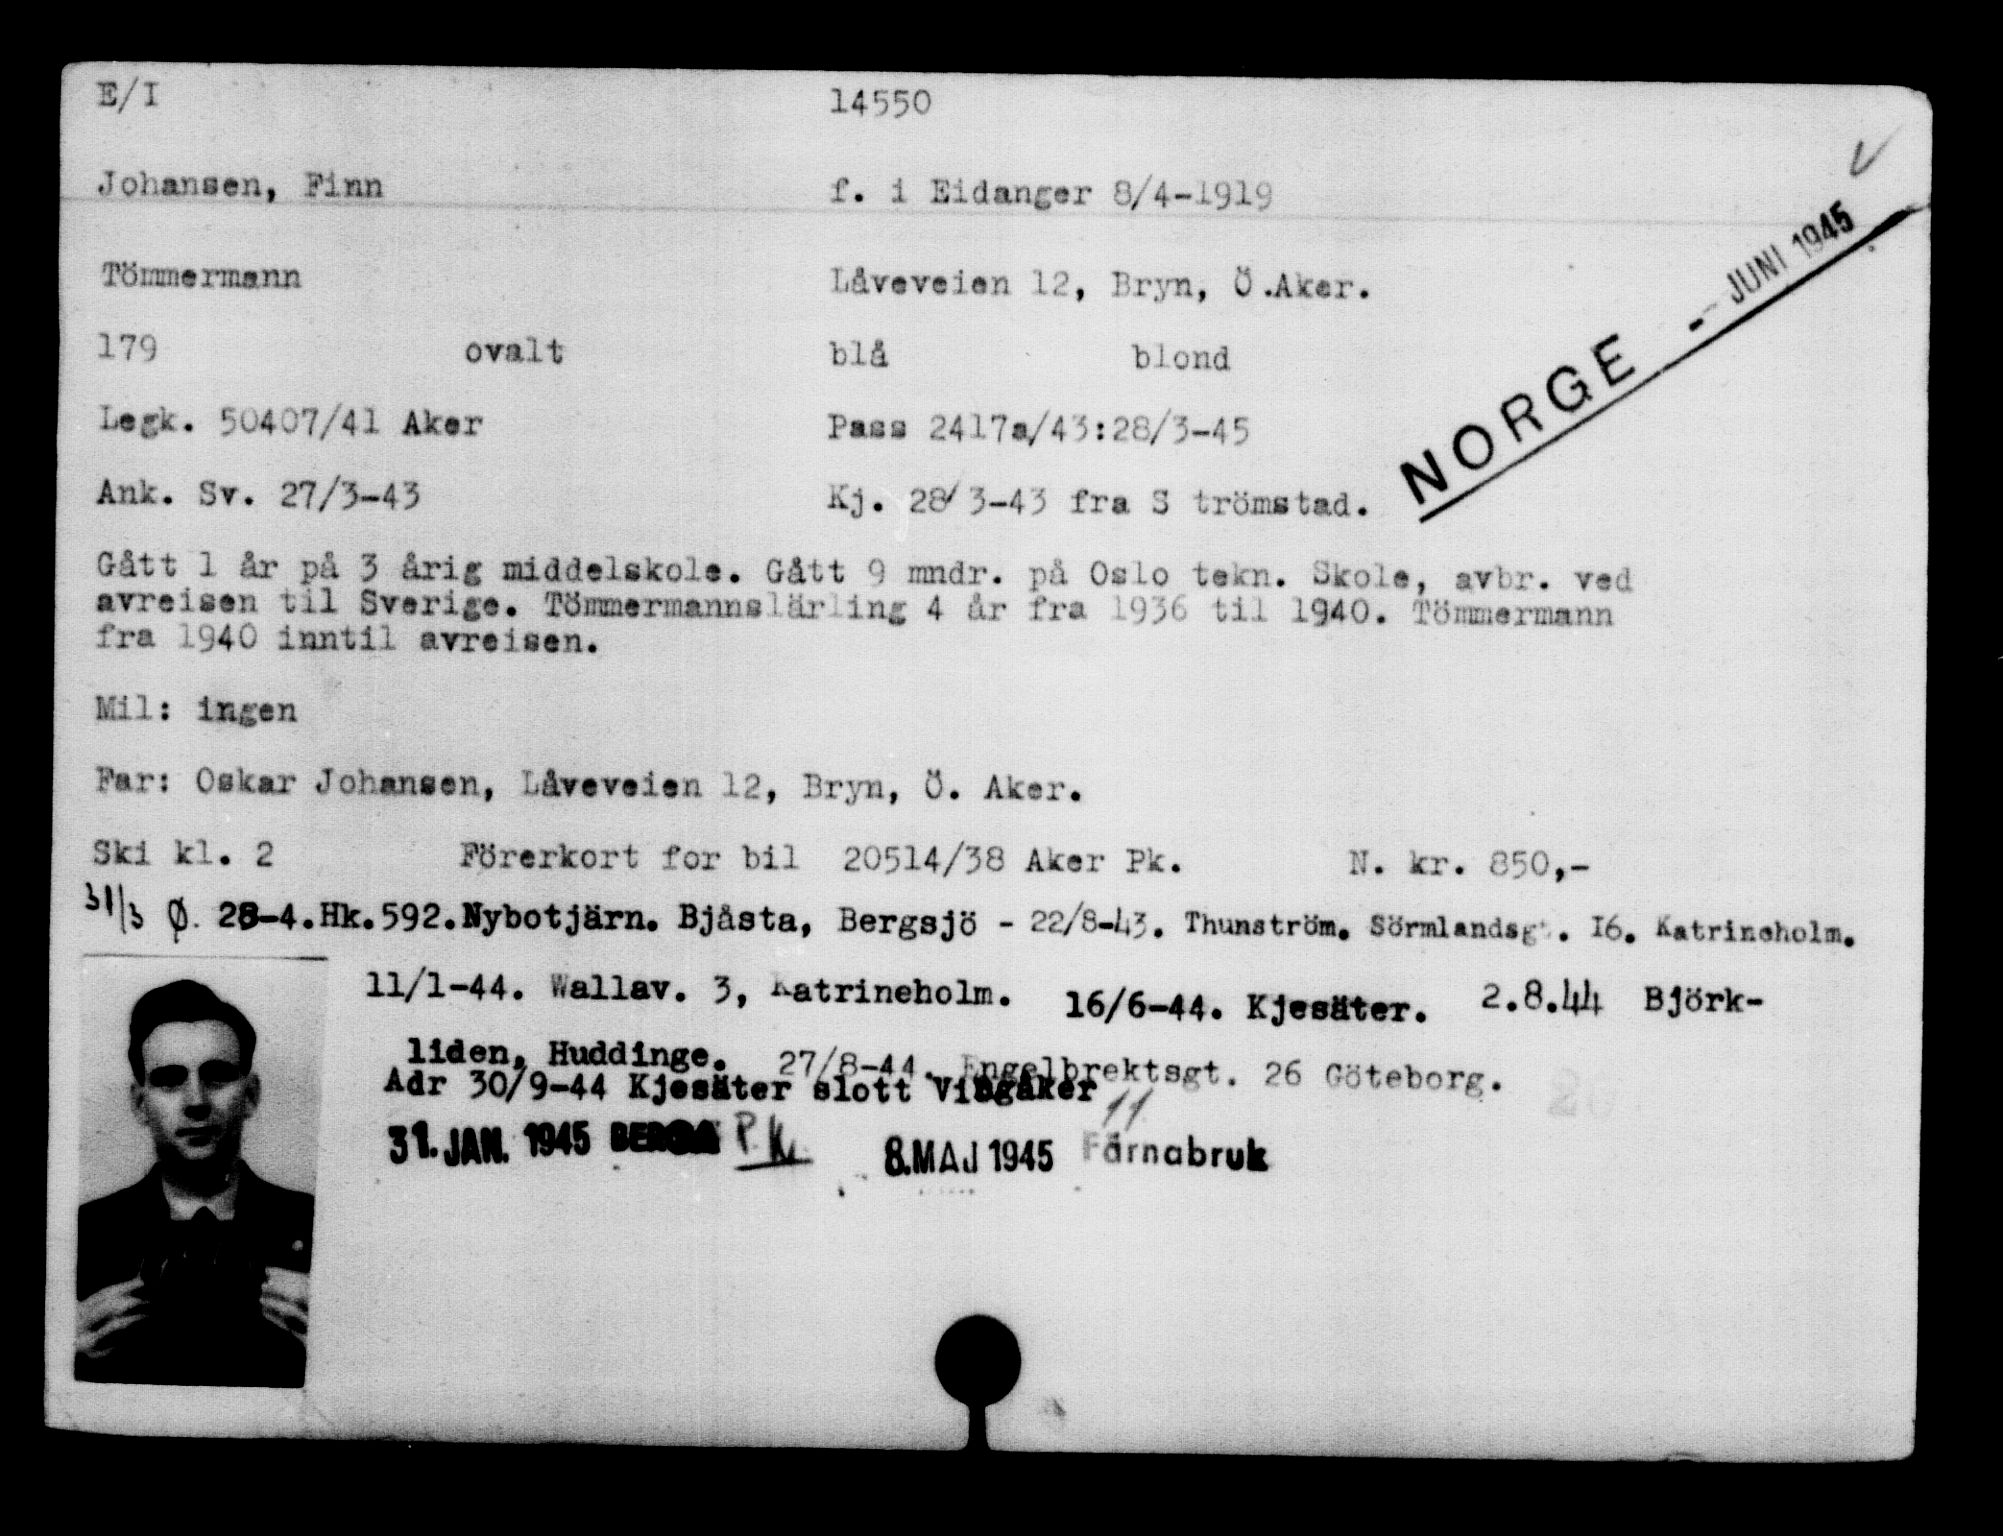 E/I 14550
Johansen, Finn f. i Eidanger 8/4-1919
Tömmermann Låveveien 12, Bryn, Ö.Aker.
179 ovalt blå blond
NORGE - JUNI 1945
Legk. 50407/41 Aker Pass 2417a/43:28/3-45
Ank. Sv. 27/3-43 Kj. 28/3-43 fra S trömstad.
Gått 1 år på 3 årig middelskole. Gått 9 mndr. på Oslo tekn. Skole, avbr. ved
avreisen til Sverige. Tömmermannslärling 4 år fra 1936 til 1940. Tömmermann
fra 1940 inntil avreisen.
Mil: ingen
Far: Oskar Johansen, Låveveien 12, Bryn, Ö. Aker.
Ski kl. 2 Förerkort for bil 20514/38 Aker Pk. N. kr. 850,-
31/3 Ø. 28-4.Hk.592.Nybotjärn. Bjåsta, Bergsjö - 22/8-43. Thunström. Sörmlandsgt. 16. Katrineholm.
11/1-44. Wallav. 3, Katrineholm. 16/6-44. Kjesäter. 2.8.44 Björk-
liden, Huddinge. 27/8-44. Engelbrektsgt. 26 Göteborg.
Adr 30/9-44 Kjesäter slott Vingåker
31. JAN. 1945 BERGA P.K. 8. MAJ 1945 Färnabruk